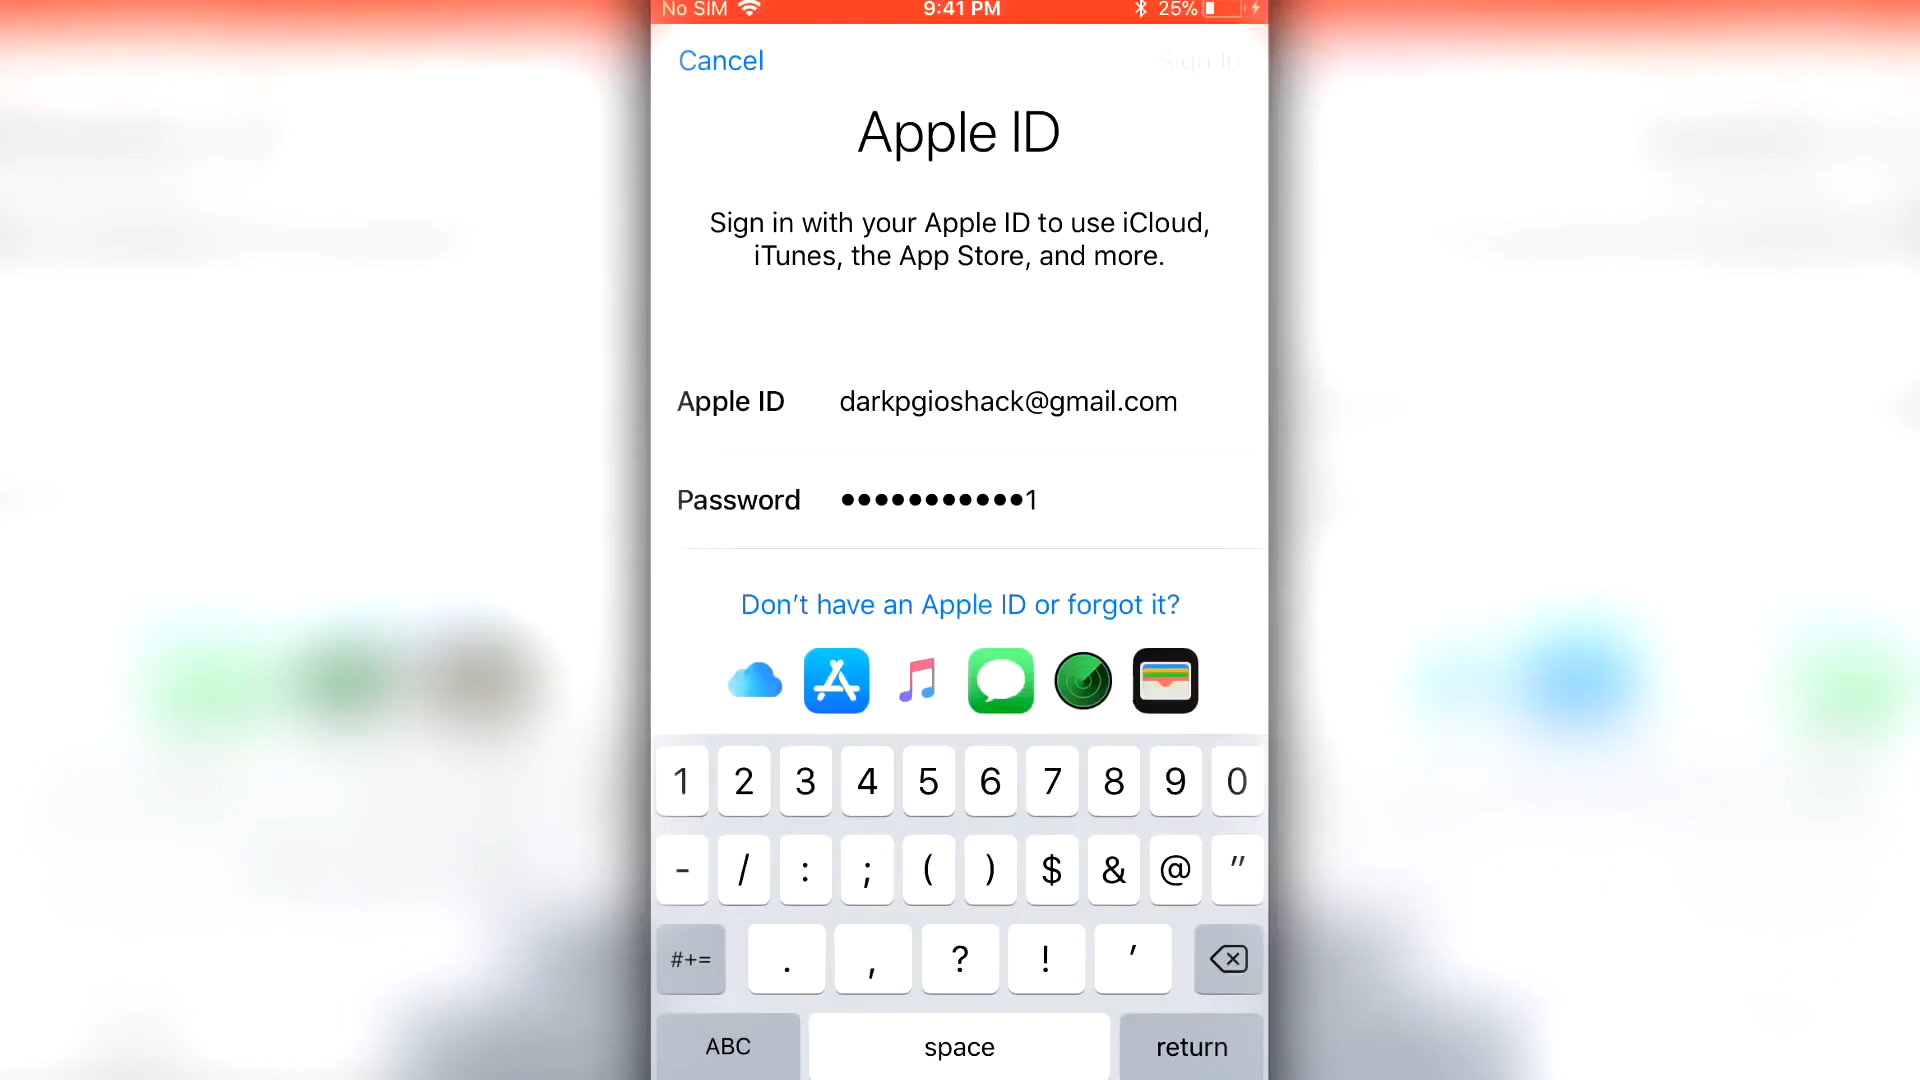 No SIM 9:41 PM 25%
Cancel Sign In
Apple ID
Sign in with your Apple ID to use iCloud,
iTunes, the App Store, and more.
Apple ID darkpgioshack@gmail.com
Password •••••••••••1
Don't have an Apple ID or forgot it?
1 2 3 4 5 6 7 8 9 0
- / : ; ( ) $ & @ "
#+= . , ? ! '
ABC space return